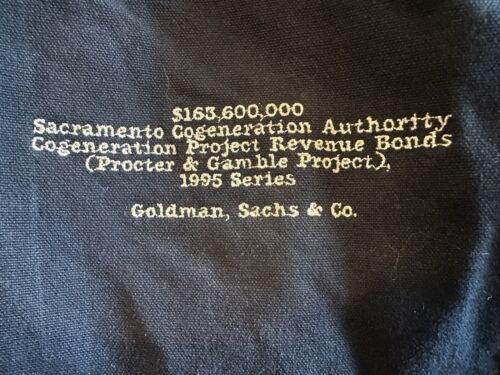 $163,600,000
Sacramento Cogeneration Authority
Cogeneration Project Revenue Bonds
(Procter & Gamble Project),
1995 Series
Goldman, Sachs & Co.